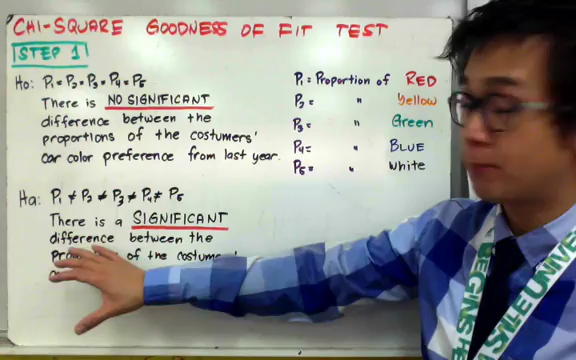 CHI-SQUARE GOODNESS OF FIT TEST
STEP 1
Ho: P1 = P2 = P3 = P4 = P5
There is NO SIGNIFICANT
difference between the
proportions of the costumers'
car color preference from last year.
P1 = Proportion of RED
P2 = " Yellow
P3 = " Green
P4 = " BLUE
P5 = " White
Ha: P1 ≠ P2 ≠ P3 ≠ P4 ≠ P5
There is a SIGNIFICANT
difference between the
of the
BEGINS